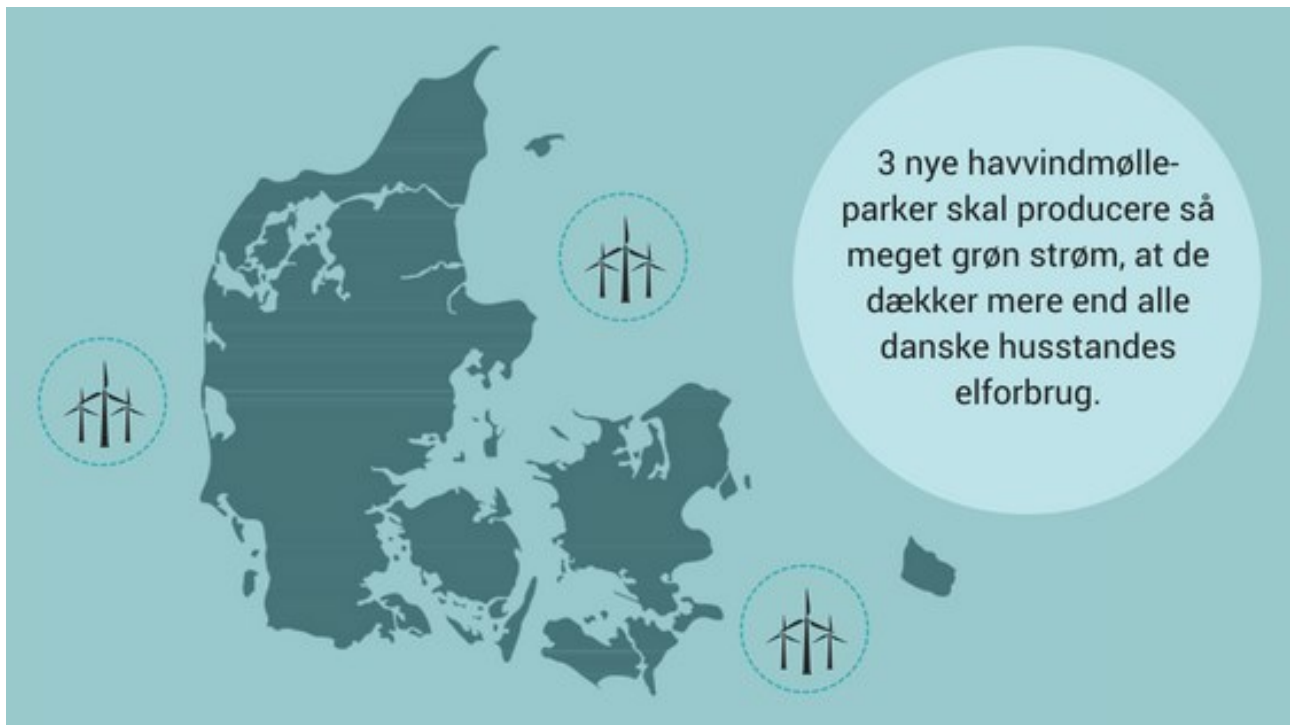 3 nye havvindmølle-
parker skal producere så
meget grøn strøm, at de
dækker mere end alle
danske husstandes
elforbrug.